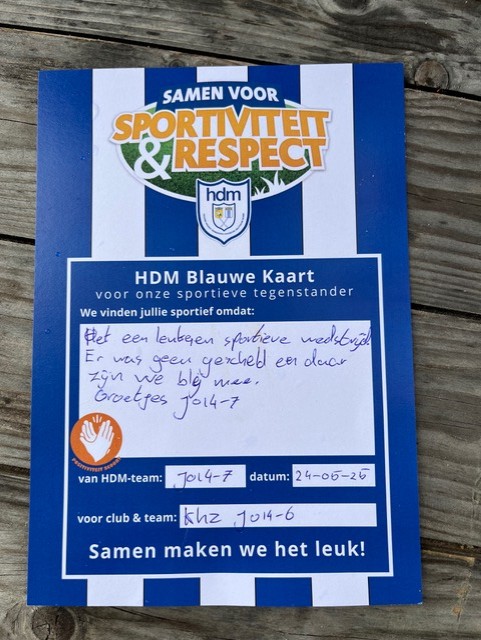 SAMEN VOOR
SPORTIVITEIT
& RESPECT
hdm
HDM Blauwe Kaart
voor onze sportieve tegenstander
We vinden jullie sportief omdat:
Het een leuke en sportieve wedstrijd.
Er was geen gescheld en daar
zijn we blij mee.
Groetjes Jo14-7
van HDM-team: Jo14-7 datum: 24-05-25
voor club & team: Khz Jo14-6
Samen maken we het leuk!